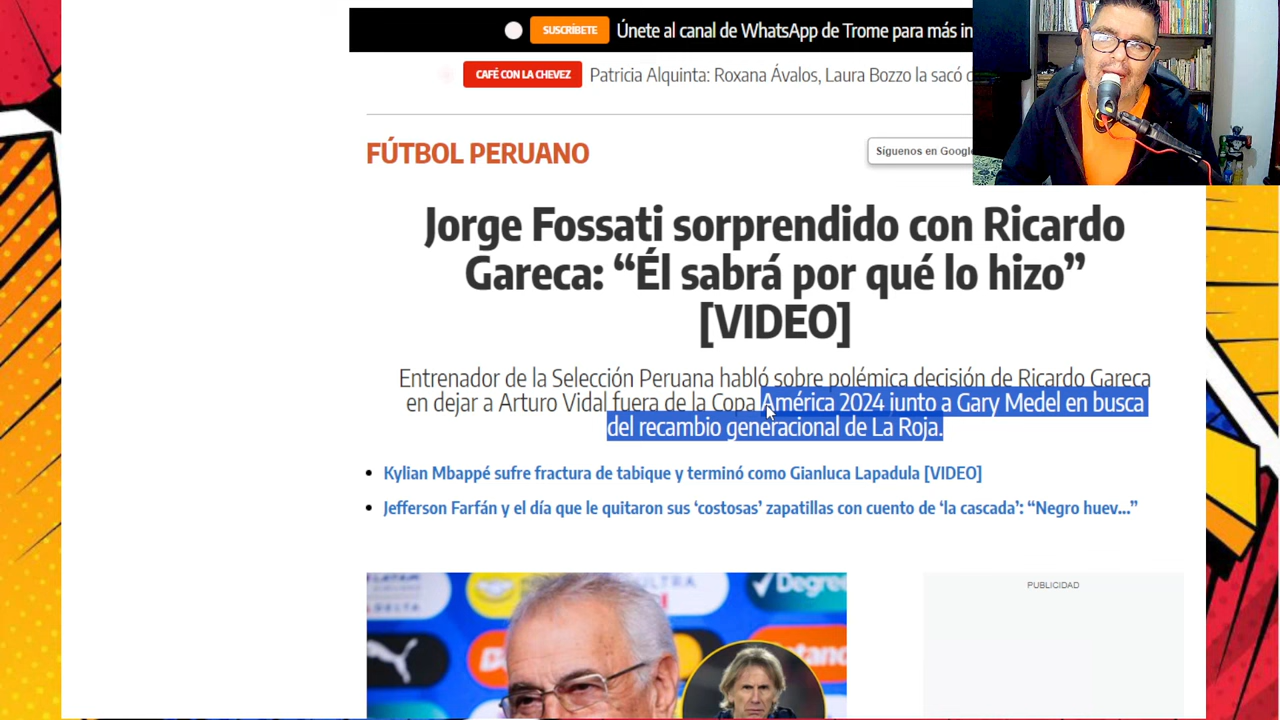 SUSCRÍBETE Únete al canal de WhatsApp de Trome para más in
CAFÉ CON LA CHEVEZ Patricia Alquinta: Roxana Ávalos, Laura Bozzo la sacó
FÚTBOL PERUANO
Síguenos en Google
Jorge Fossati sorprendido con Ricardo
Gareca: “Él sabrá por qué lo hizo”
[VIDEO]
Entrenador de la Selección Peruana habló sobre polémica decisión de Ricardo Gareca
en dejar a Arturo Vidal fuera de la Copa América 2024 junto a Gary Medel en busca
del recambio generacional de La Roja.
• Kylian Mbappé sufre fractura de tabique y terminó como Gianluca Lapadula [VIDEO]
• Jefferson Farfán y el día que le quitaron sus ‘costosas’ zapatillas con cuento de ‘la cascada’: “Negro huev...”
PUBLICIDAD